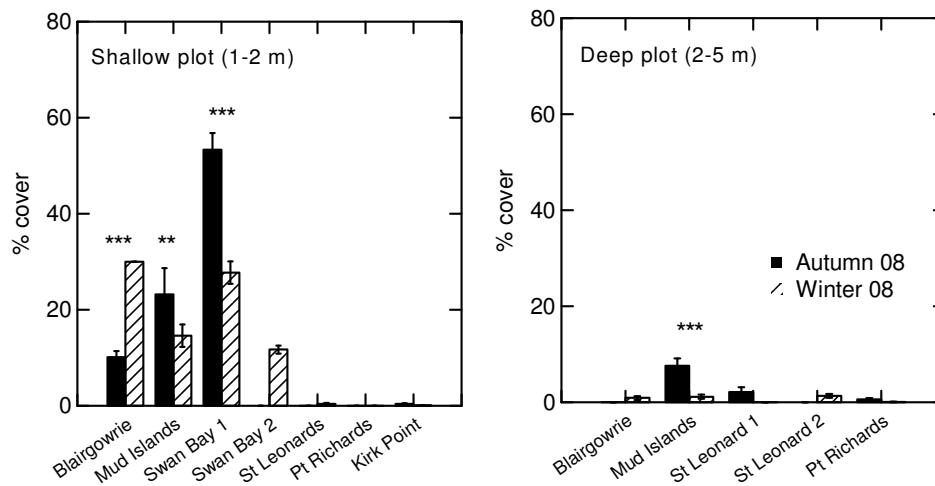 80
60
40
20
0
% cover
Shallow plot (1-2 m)
***
**
***
Blairgowrie
Mud Islands
Swan Bay 1
Swan Bay 2
St Leonards
Pt Richards
Kirk Point
80
60
40
20
0
% cover
Deep plot (2-5 m)
Autumn 08
Winter 08
***
Blairgowrie
Mud Islands
St Leonard 1
St Leonard 2
Pt Richards